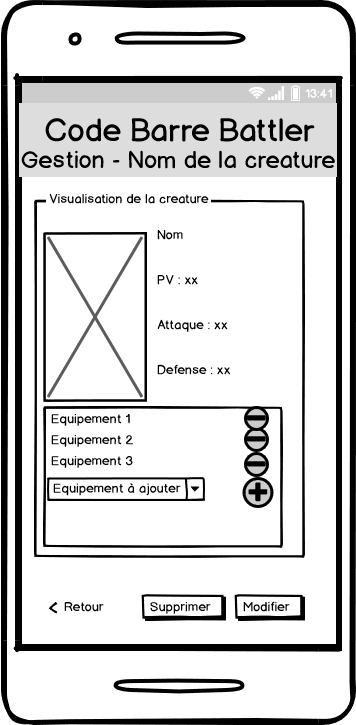 13:41
Code Barre Battler
Gestion - Nom de la creature
Visualisation de la creature
Nom
PV : xx
Attaque : xx
Defense : xx
Equipement 1
Equipement 2
Equipement 3
Equipement à ajouter
< Retour
Supprimer
Modifier